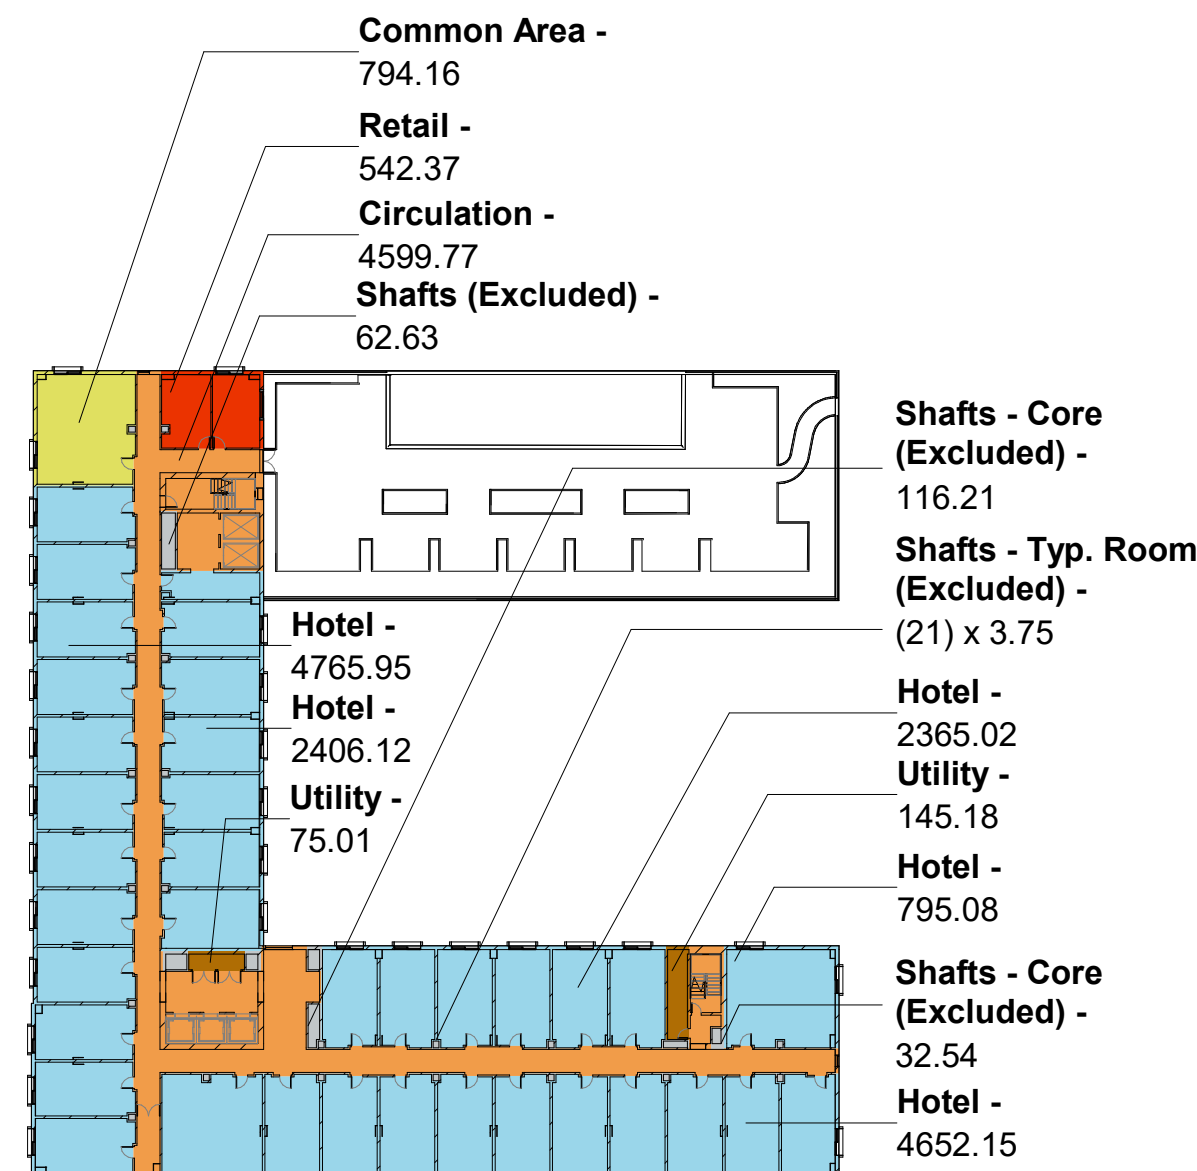 Common Area -
794.16
Retail -
542.37
Circulation -
4599.77
Shafts (Excluded) -
62.63
Shafts - Core
(Excluded) -
116.21
Shafts - Typ. Room
(Excluded) -
(21) x 3.75
Hotel -
4765.95
Hotel -
2406.12
Utility -
75.01
Hotel -
2365.02
Utility -
145.18
Hotel -
795.08
Shafts - Core
(Excluded) -
32.54
Hotel -
4652.15